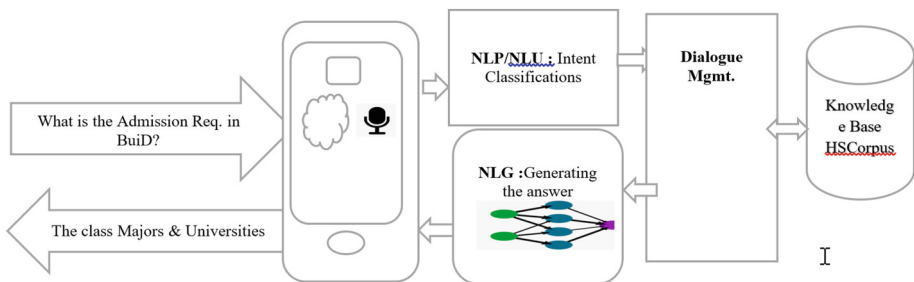 What is the Admission Req. in
BuiD?
The class Majors & Universities
NLP/NLU : Intent
Classifications
NLG :Generating
the answer
Dialogue
Mgmt.
Knowledg
e Base
HSCorpus